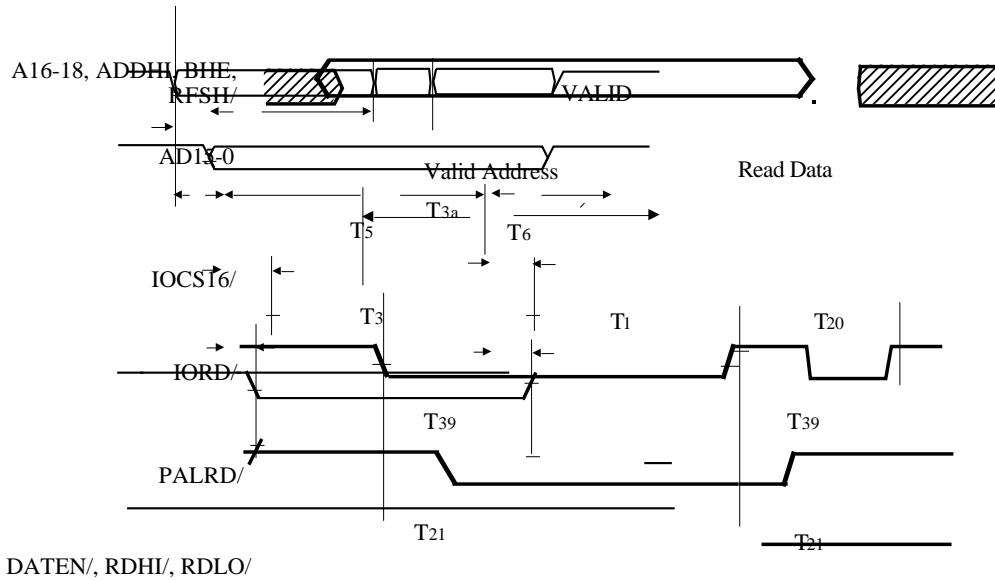 A16-18, ADDHI, BHE,
RFSH/
VALID
AD15-0
Valid Address
Read Data
T3a
T5
T6
IOCS16/
T3
T1
T20
IORD/
T39
T39
PALRD/
T21
T21
DATEN/, RDHI/, RDLO/